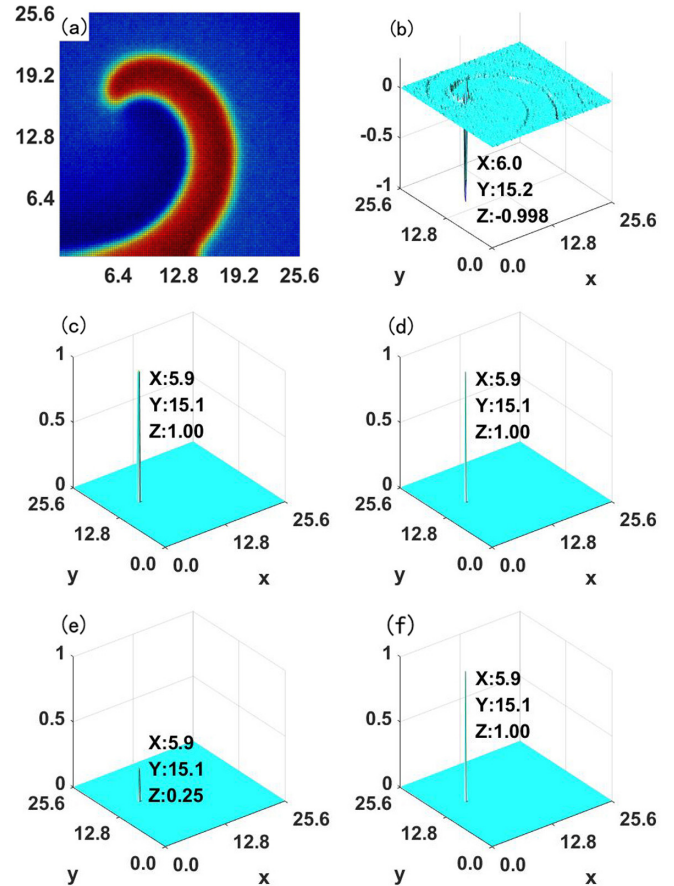 25.6
(a)
19.2
12.8
6.4
6.4 12.8 19.2 25.6
(b)
0
-0.5
-1
X:6.0
Y:15.2
Z:-0.998
25.6
12.8
0.0
0.0
12.8
25.6
y
x
(c)
1
0.5
0
X:5.9
Y:15.1
Z:1.00
25.6
12.8
0.0
0.0
12.8
25.6
y
x
(d)
1
0.5
0
X:5.9
Y:15.1
Z:1.00
25.6
12.8
0.0
0.0
12.8
25.6
y
x
(e)
1
0.5
0
X:5.9
Y:15.1
Z:0.25
25.6
12.8
0.0
0.0
12.8
25.6
y
x
(f)
1
0.5
0
X:5.9
Y:15.1
Z:1.00
25.6
12.8
0.0
0.0
12.8
25.6
y
x